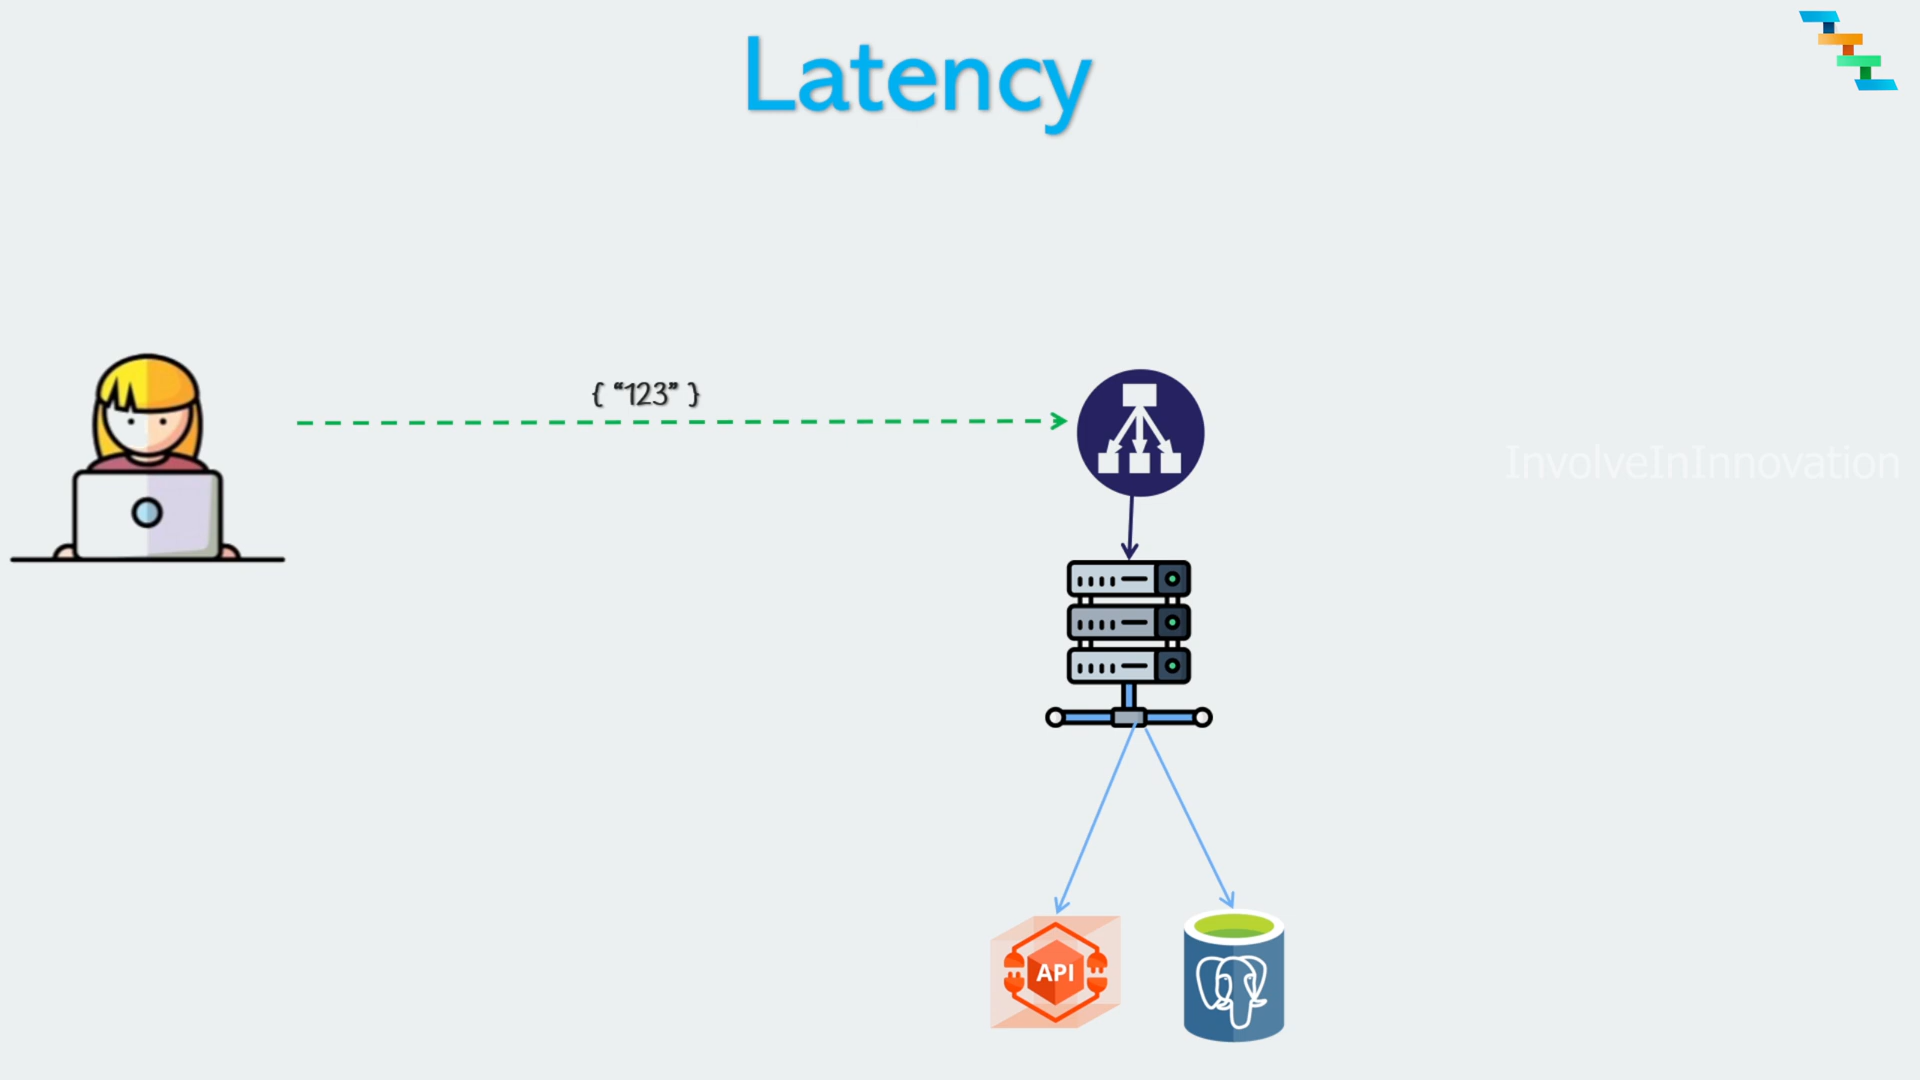 Latency
{ “123” }
InvolveInInnovation
API